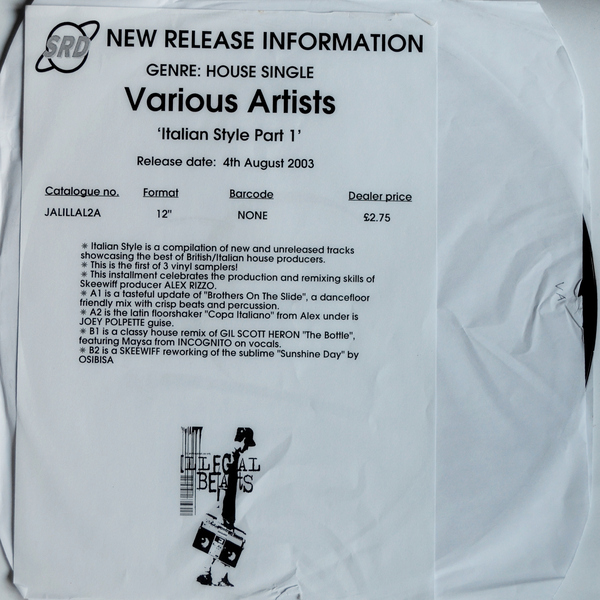 SRD
NEW RELEASE INFORMATION
GENRE: HOUSE SINGLE
Various Artists
'Italian Style Part 1'
Release date: 4th August 2003
Catalogue no. Format Barcode Dealer price
JALILLAL2A 12" NONE £2.75
✳ Italian Style is a compilation of new and unreleased tracks
showcasing the best of British/Italian house producers.
✳ This is the first of 3 vinyl samplers!
✳ This installment celebrates the production and remixing skills of
Skeewiff producer ALEX RIZZO.
✳ A1 is a tasteful update of "Brothers On The Slide", a dancefloor
friendly mix with crisp beats and percussion.
✳ A2 is the latin floorshaker "Copa Italiano" from Alex under is
JOEY POLPETTE guise.
✳ B1 is a classy house remix of GIL SCOTT HERON "The Bottle",
featuring Maysa from INCOGNITO on vocals.
✳ B2 is a SKEEWIFF reworking of the sublime "Sunshine Day" by
OSIBISA
ILLEGAL
BEATS